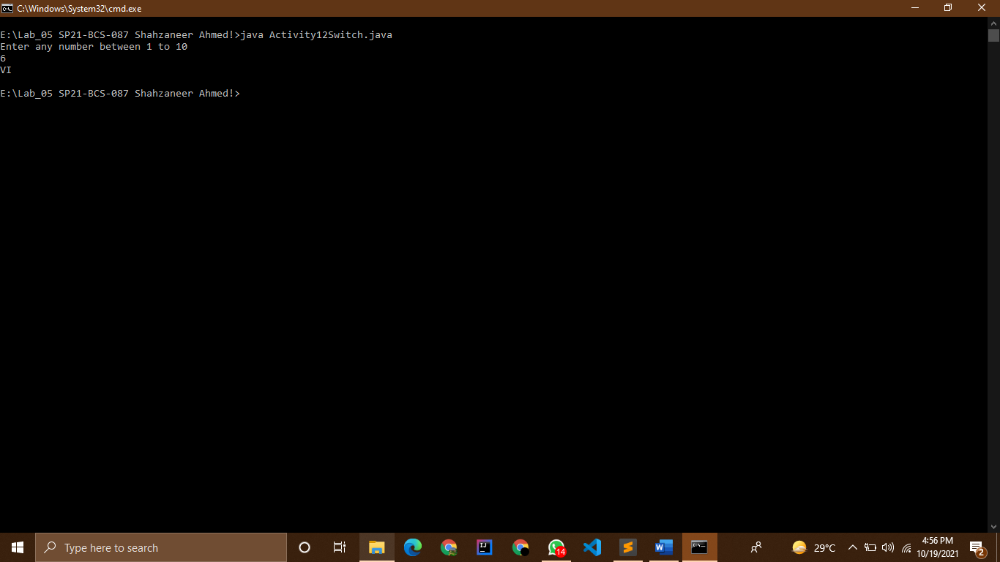 C:\Windows\System32\cmd.exe
E:\Lab_05 SP21-BCS-087 Shahzaneer Ahmed!>java Activity12Switch.java
Enter any number between 1 to 10
6
VI
E:\Lab_05 SP21-BCS-087 Shahzaneer Ahmed!>
Type here to search
14
29°C
4:56 PM
10/19/2021
2